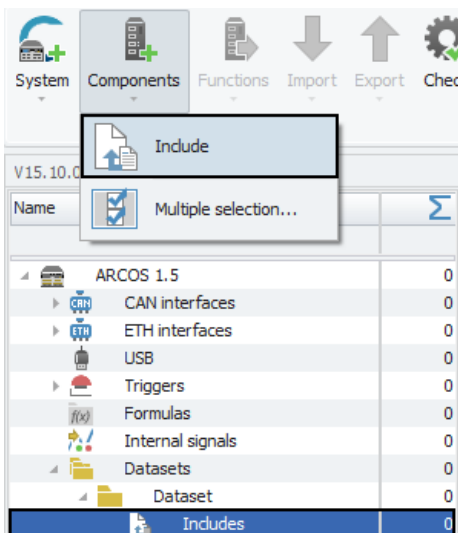 System Components Functions Import Export Chec
Include
V15.10.0
Multiple selection...
Name Σ
ARCOS 1.5 0
CAN CAN interfaces 0
ETH ETH interfaces 0
USB 0
Triggers 0
f(x) Formulas 0
Internal signals 0
Datasets 0
Dataset 0
Includes 0